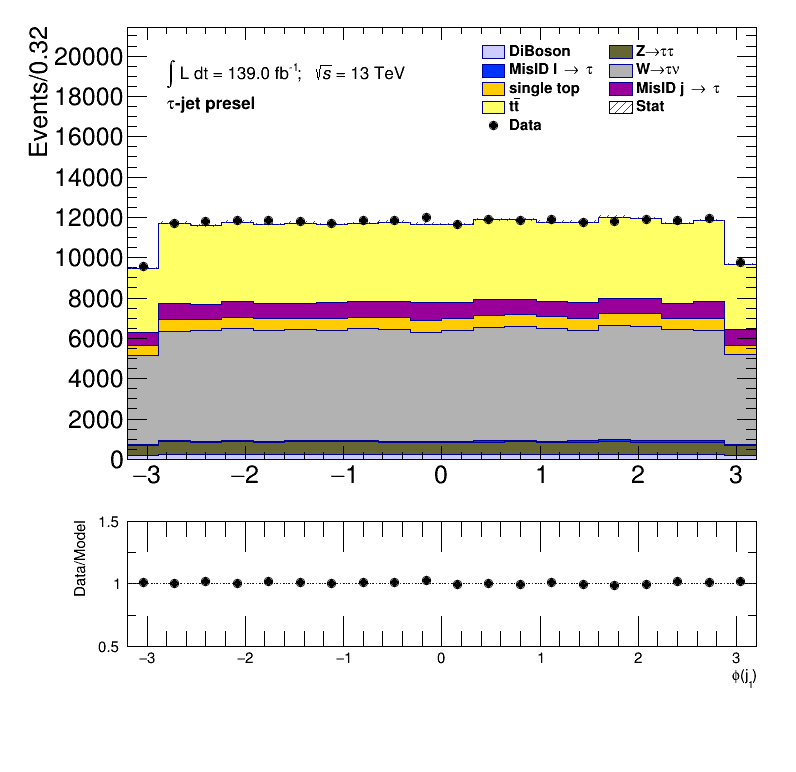 Events/0.32
20000
18000
16000
14000
12000
10000
8000
6000
4000
2000
0
∫ L dt = 139.0 fb⁻¹; √s = 13 TeV
τ-jet presel
DiBoson
Z→ττ
MisID l → τ
W→τν
single top
MisID j → τ
tt̄
Stat
Data
−3 −2 −1 0 1 2 3
Data/Model
1.5
1
0.5
−3 −2 −1 0 1 2 3
ϕ(j₁)